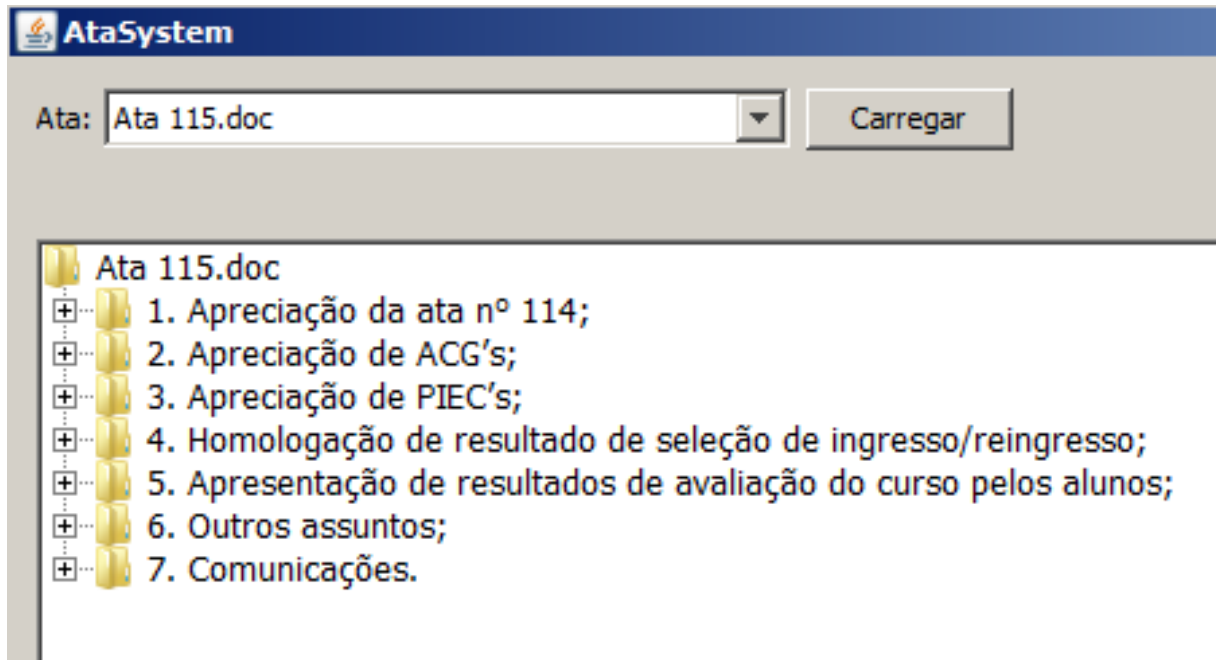 AtaSystem
Ata: Ata 115.doc Carregar
Ata 115.doc
1. Apreciação da ata nº 114;
2. Apreciação de ACG’s;
3. Apreciação de PIEC’s;
4. Homologação de resultado de seleção de ingresso/reingresso;
5. Apresentação de resultados de avaliação do curso pelos alunos;
6. Outros assuntos;
7. Comunicações.